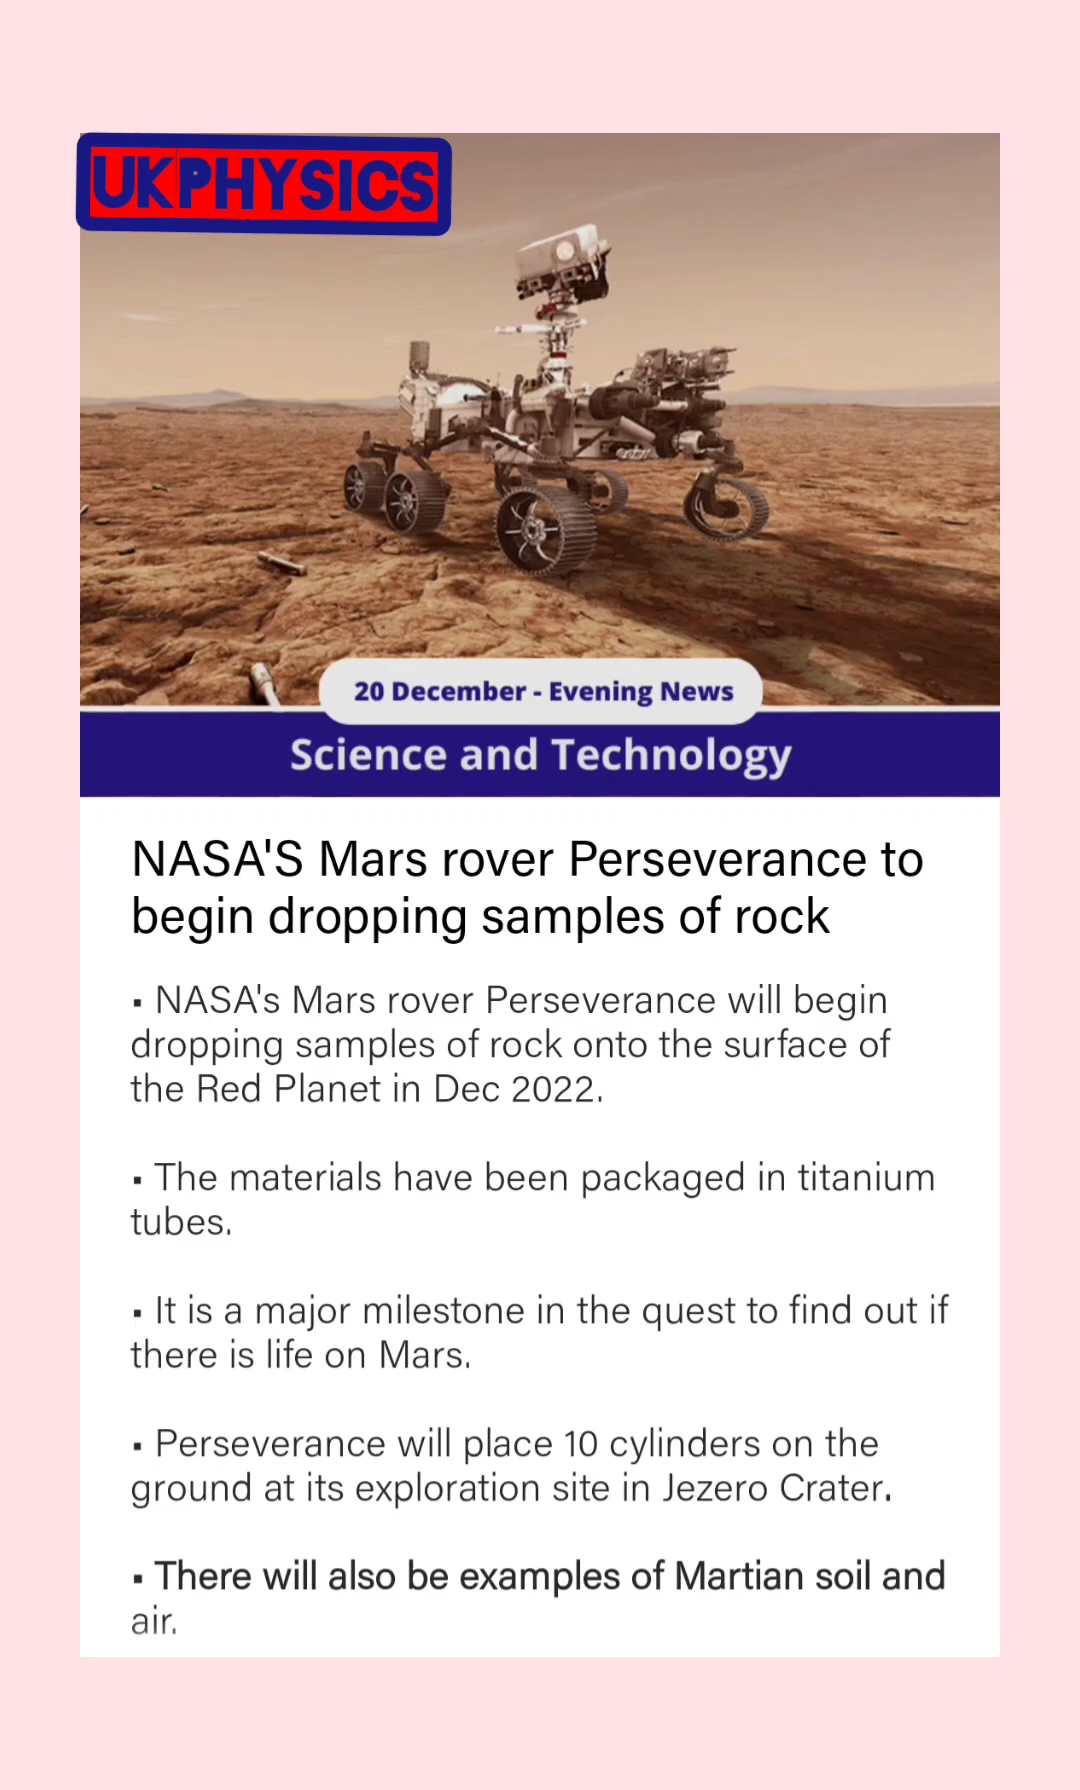 UKPHYSICS
20 December - Evening News
Science and Technology
NASA'S Mars rover Perseverance to
begin dropping samples of rock
▪ NASA's Mars rover Perseverance will begin
dropping samples of rock onto the surface of
the Red Planet in Dec 2022.
▪ The materials have been packaged in titanium
tubes.
▪ It is a major milestone in the quest to find out if
there is life on Mars.
▪ Perseverance will place 10 cylinders on the
ground at its exploration site in Jezero Crater.
▪ There will also be examples of Martian soil and
air.